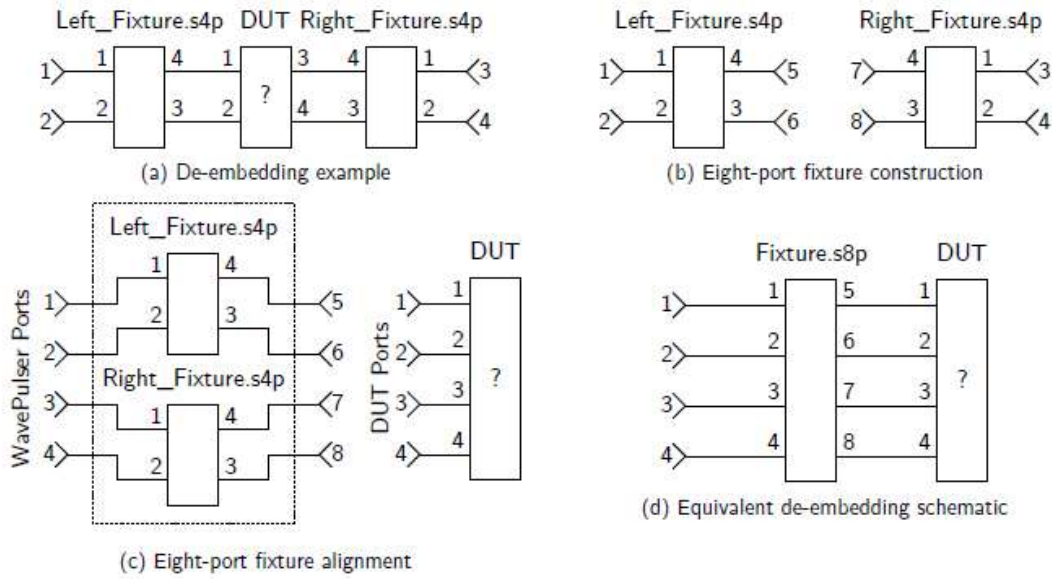 Left_Fixture.s4p DUT Right_Fixture.s4p
1 1 4 1 3 4 1 3
?
2 2 3 2 4 3 2 4
(a) De-embedding example
Left_Fixture.s4p Right_Fixture.s4p
1 1 4 5 7 4 1 3
2 2 3 6 8 3 2 4
(b) Eight-port fixture construction
WavePulser Ports
Left_Fixture.s4p
1 1 4 5
2 2 3 6
Right_Fixture.s4p
3 1 4 7
4 2 3 8
DUT Ports
DUT
1 1
2 2
?
3 3
4 4
(c) Eight-port fixture alignment
Fixture.s8p DUT
1 1 5 1
2 2 6 2
?
3 3 7 3
4 4 8 4
(d) Equivalent de-embedding schematic